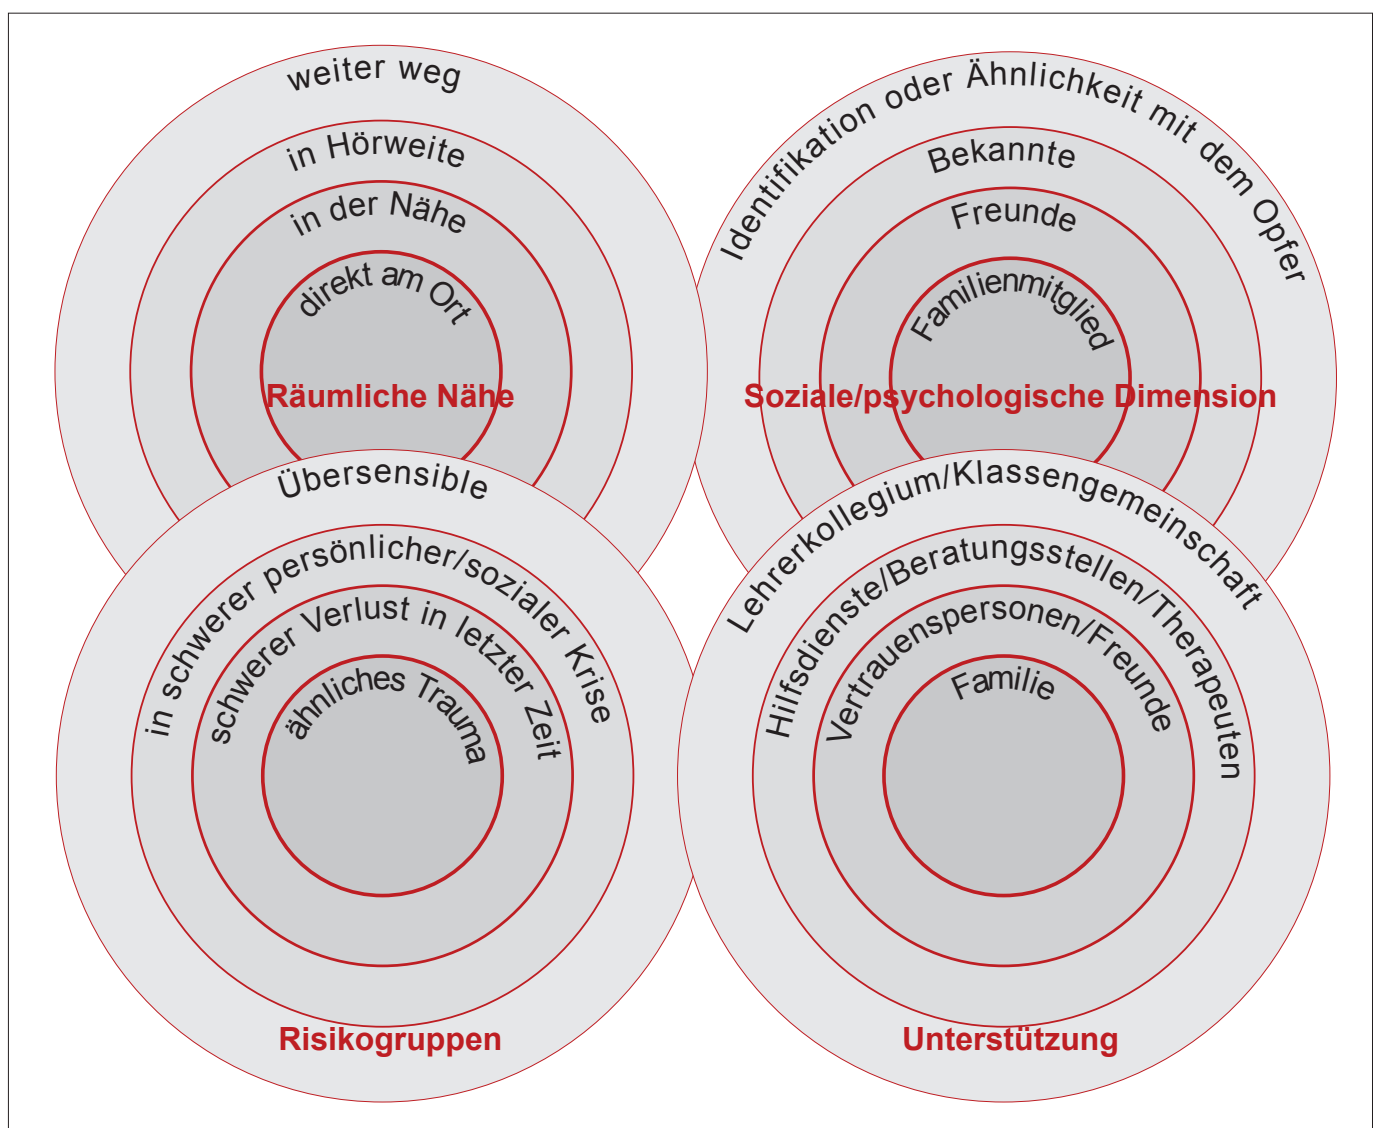 weiter weg
in Hörweite
in der Nähe
direkt am Ort
Räumliche Nähe
Identifikation oder Ähnlichkeit mit dem Opfer
Bekannte
Freunde
Familienmitglied
Soziale/psychologische Dimension
Übersensible
in schwerer persönlicher/sozialer Krise
schwerer Verlust in letzter Zeit
ähnliches Trauma
Risikogruppen
Lehrerkollegium/Klassengemeinschaft
Hilfsdienste/Beratungsstellen/Therapeuten
Vertrauenspersonen/Freunde
Familie
Unterstützung